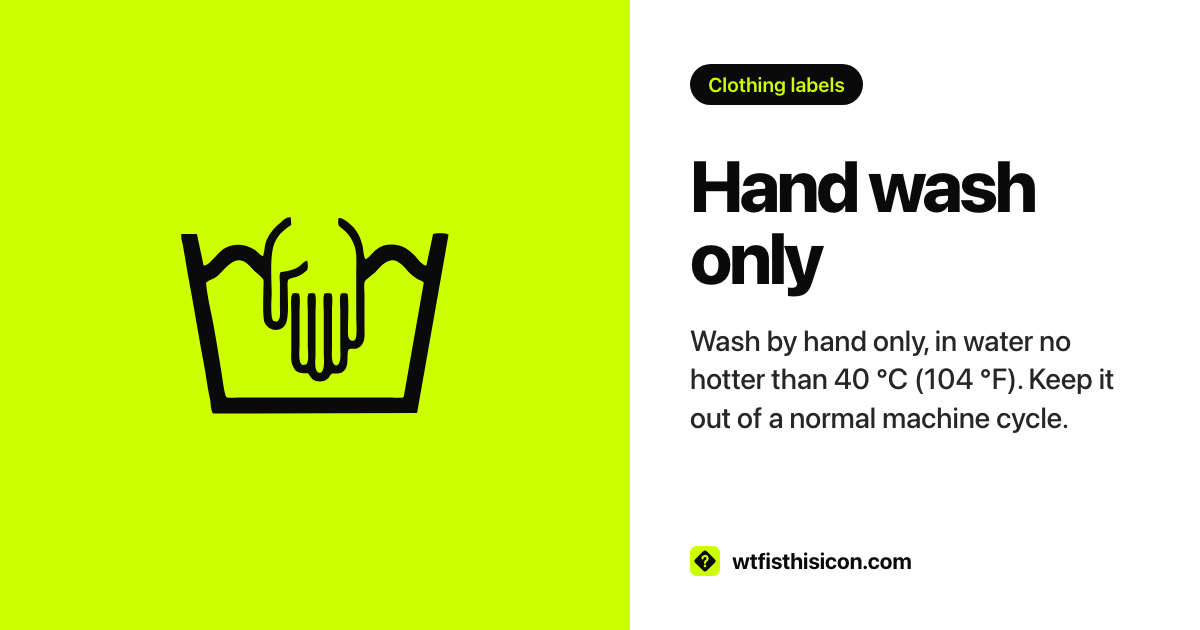 Clothing labels
Hand wash
only
Wash by hand only, in water no
hotter than 40 °C (104 °F). Keep it
out of a normal machine cycle.
?
wtfisthisicon.com